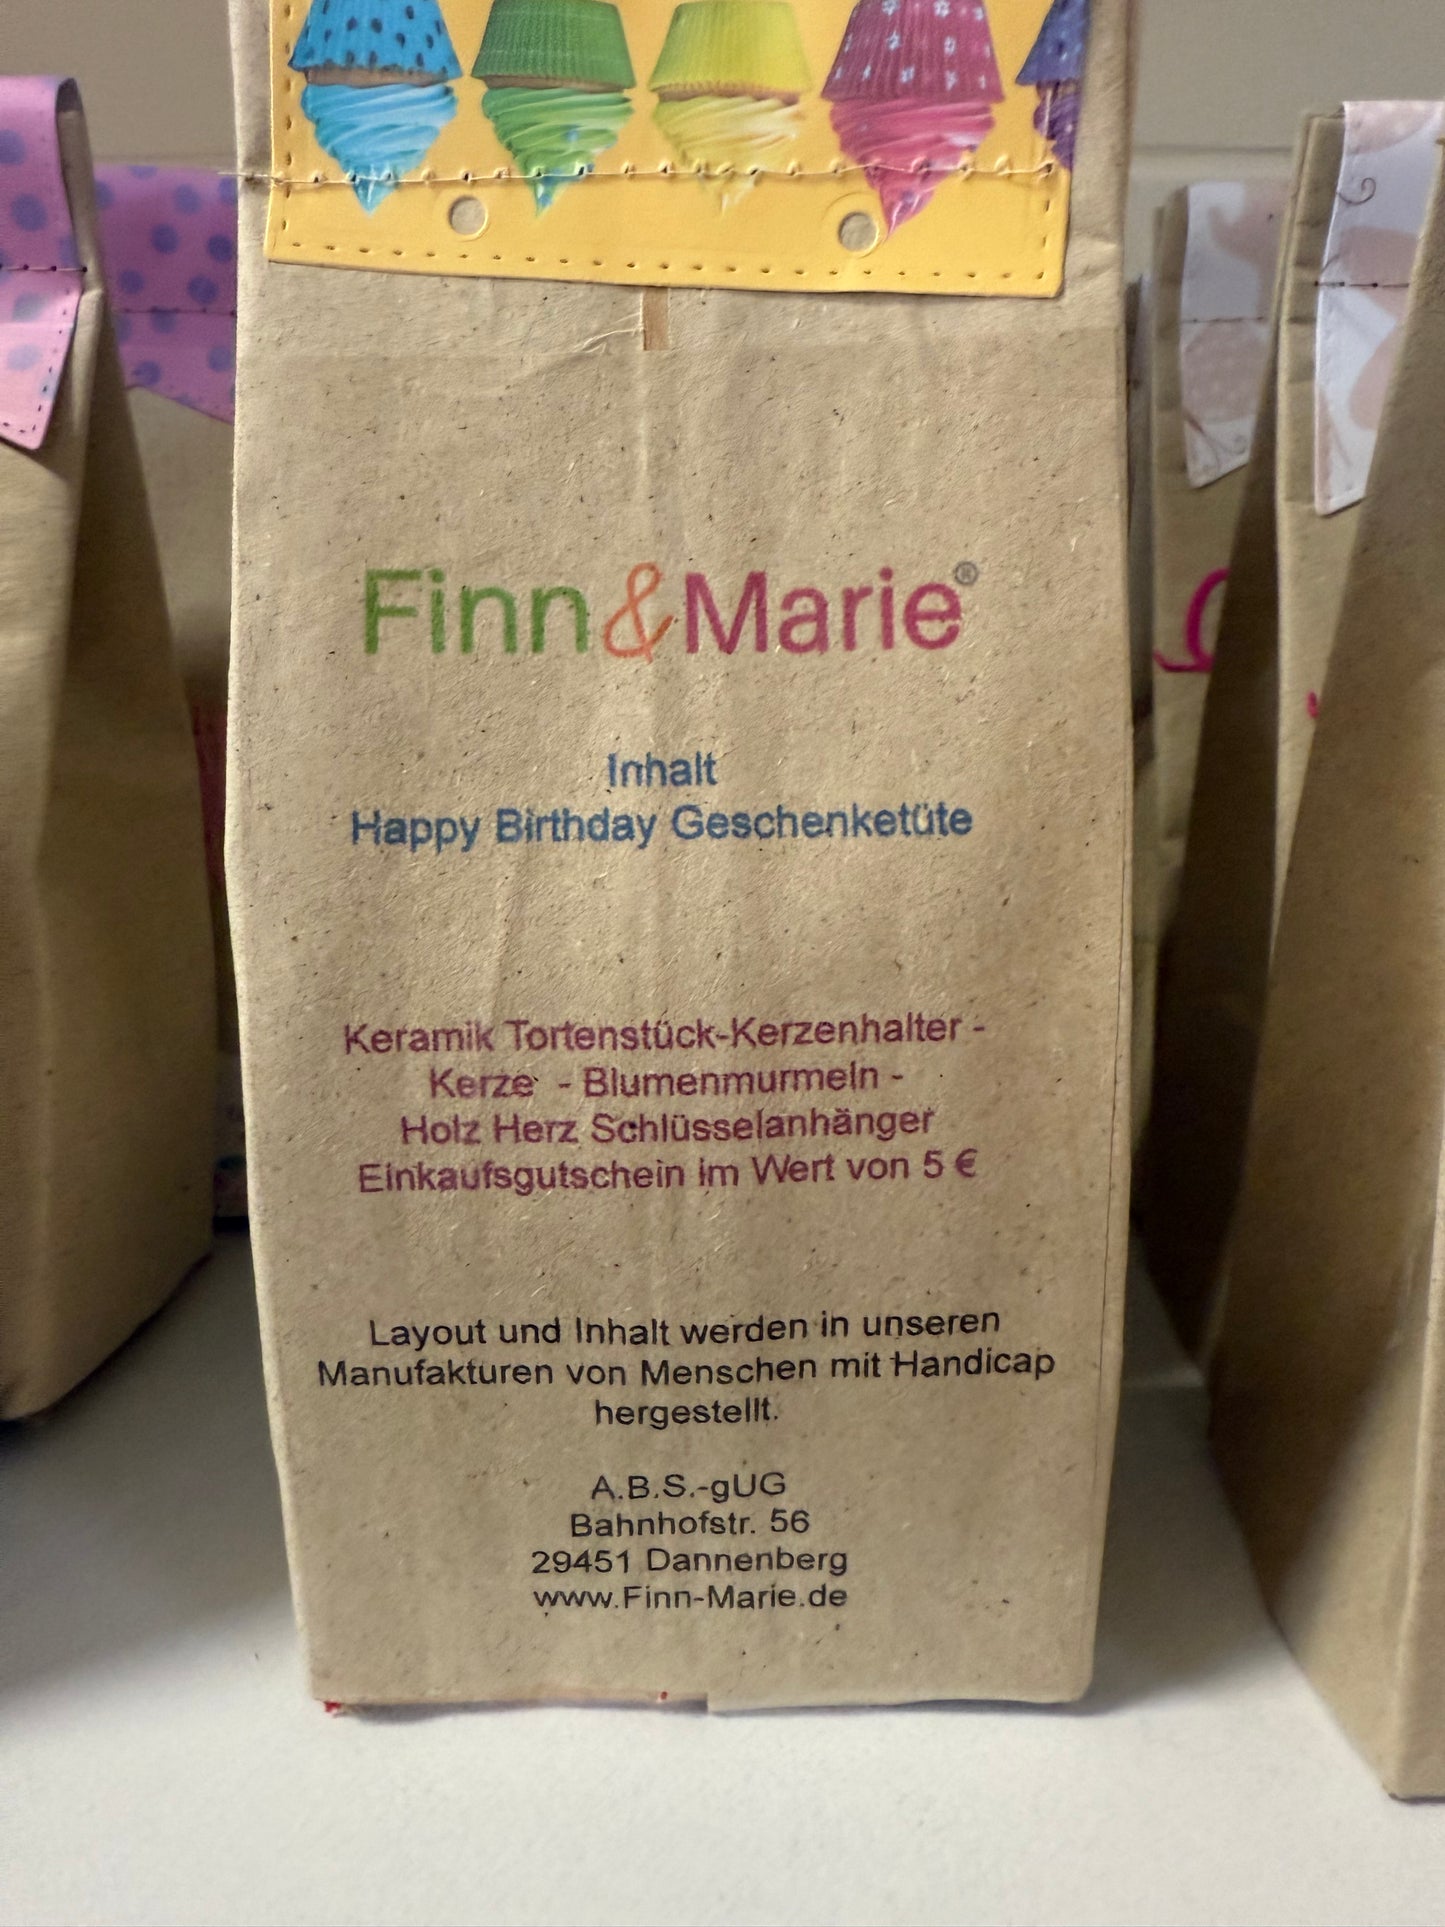 Finn&Marie®
Inhalt
Happy Birthday Geschenketüte
Keramik Tortenstück-Kerzenhalter -
Kerze - Blumenmurmeln -
Holz Herz Schlüsselanhänger
Einkaufsgutschein im Wert von 5 €
Layout und Inhalt werden in unseren
Manufakturen von Menschen mit Handicap
hergestellt.
A.B.S.-gUG
Bahnhofstr. 56
29451 Dannenberg
www.Finn-Marie.de